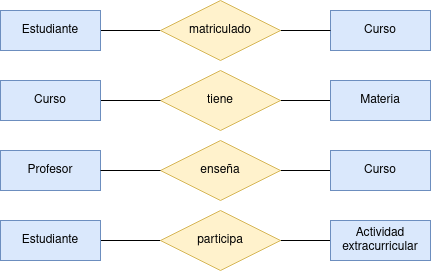 Estudiante matriculado Curso
Curso tiene Materia
Profesor enseña Curso
Estudiante participa Actividad
extracurricular